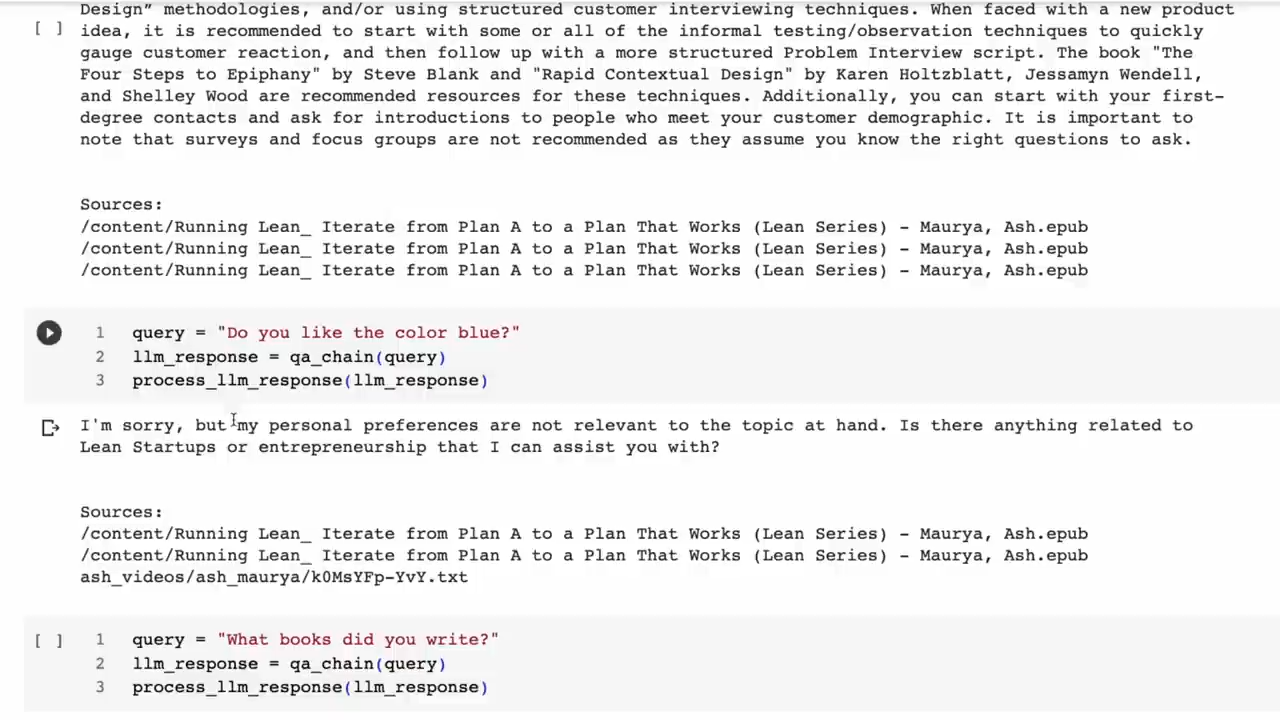 Design” methodologies, and/or using structured customer interviewing techniques. When faced with a new product
[ ] idea, it is recommended to start with some or all of the informal testing/observation techniques to quickly
gauge customer reaction, and then follow up with a more structured Problem Interview script. The book "The
Four Steps to Epiphany" by Steve Blank and "Rapid Contextual Design" by Karen Holtzblatt, Jessamyn Wendell,
and Shelley Wood are recommended resources for these techniques. Additionally, you can start with your first-
degree contacts and ask for introductions to people who meet your customer demographic. It is important to
note that surveys and focus groups are not recommended as they assume you know the right questions to ask.
Sources:
/content/Running Lean_ Iterate from Plan A to a Plan That Works (Lean Series) - Maurya, Ash.epub
/content/Running Lean_ Iterate from Plan A to a Plan That Works (Lean Series) - Maurya, Ash.epub
/content/Running Lean_ Iterate from Plan A to a Plan That Works (Lean Series) - Maurya, Ash.epub
1 query = "Do you like the color blue?"
2 llm_response = qa_chain(query)
3 process_llm_response(llm_response)
I'm sorry, but my personal preferences are not relevant to the topic at hand. Is there anything related to
Lean Startups or entrepreneurship that I can assist you with?
Sources:
/content/Running Lean_ Iterate from Plan A to a Plan That Works (Lean Series) - Maurya, Ash.epub
/content/Running Lean_ Iterate from Plan A to a Plan That Works (Lean Series) - Maurya, Ash.epub
ash_videos/ash_maurya/k0MsYFp-YvY.txt
[ ] 1 query = "What books did you write?"
2 llm_response = qa_chain(query)
3 process_llm_response(llm_response)